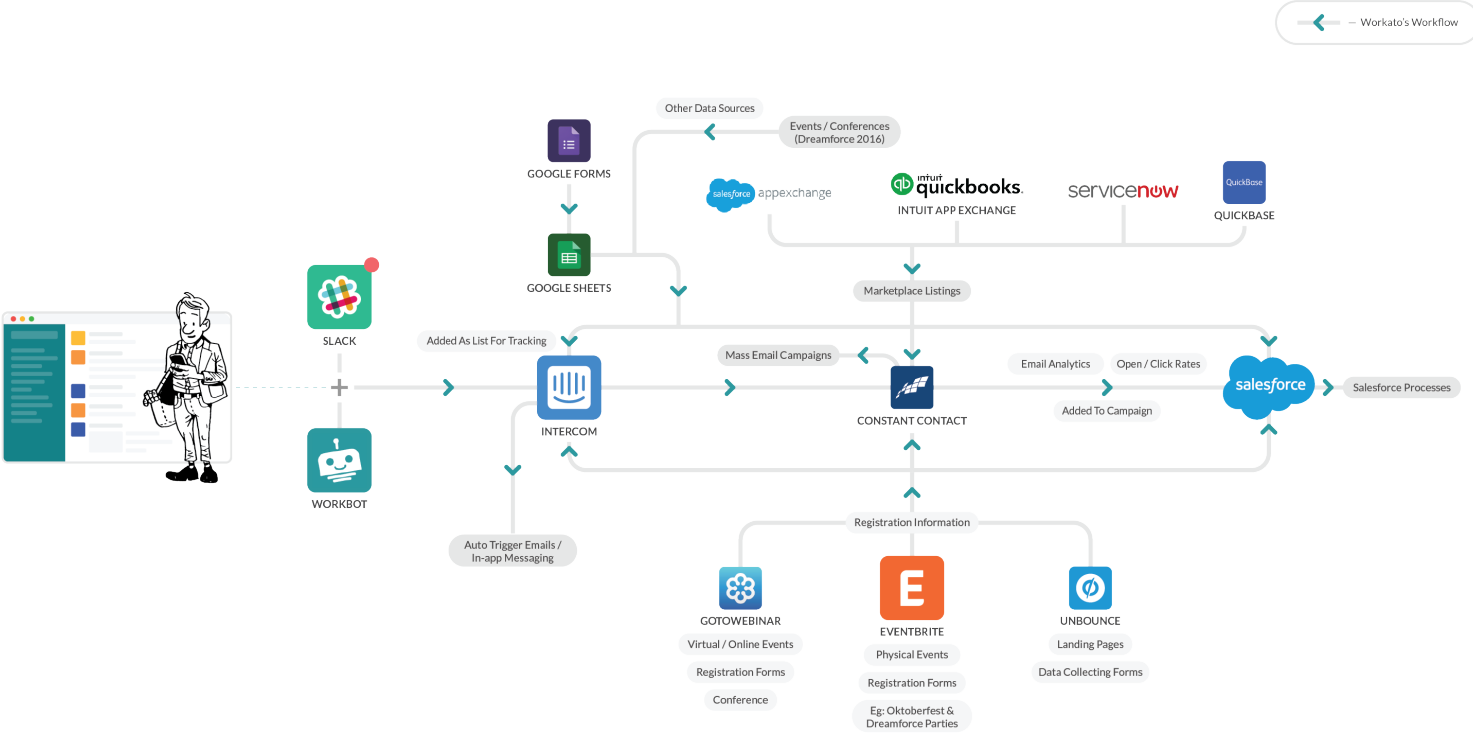 — Workato's Workflow
Other Data Sources
Events / Conferences
(Dreamforce 2016)
GOOGLE FORMS
salesforce appexchange
intuit
qb quickbooks.
INTUIT APP EXCHANGE
servicenow
QuickBase
QUICKBASE
GOOGLE SHEETS
Marketplace Listings
SLACK
Added As List For Tracking
Mass Email Campaigns
Email Analytics
Open / Click Rates
salesforce
Salesforce Processes
Added To Campaign
INTERCOM
CONSTANT CONTACT
WORKBOT
Auto Trigger Emails /
In-app Messaging
Registration Information
E
GOTOWEBINAR
EVENTBRITE
UNBOUNCE
Virtual / Online Events
Physical Events
Landing Pages
Registration Forms
Registration Forms
Data Collecting Forms
Conference
Eg: Oktoberfest &
Dreamforce Parties